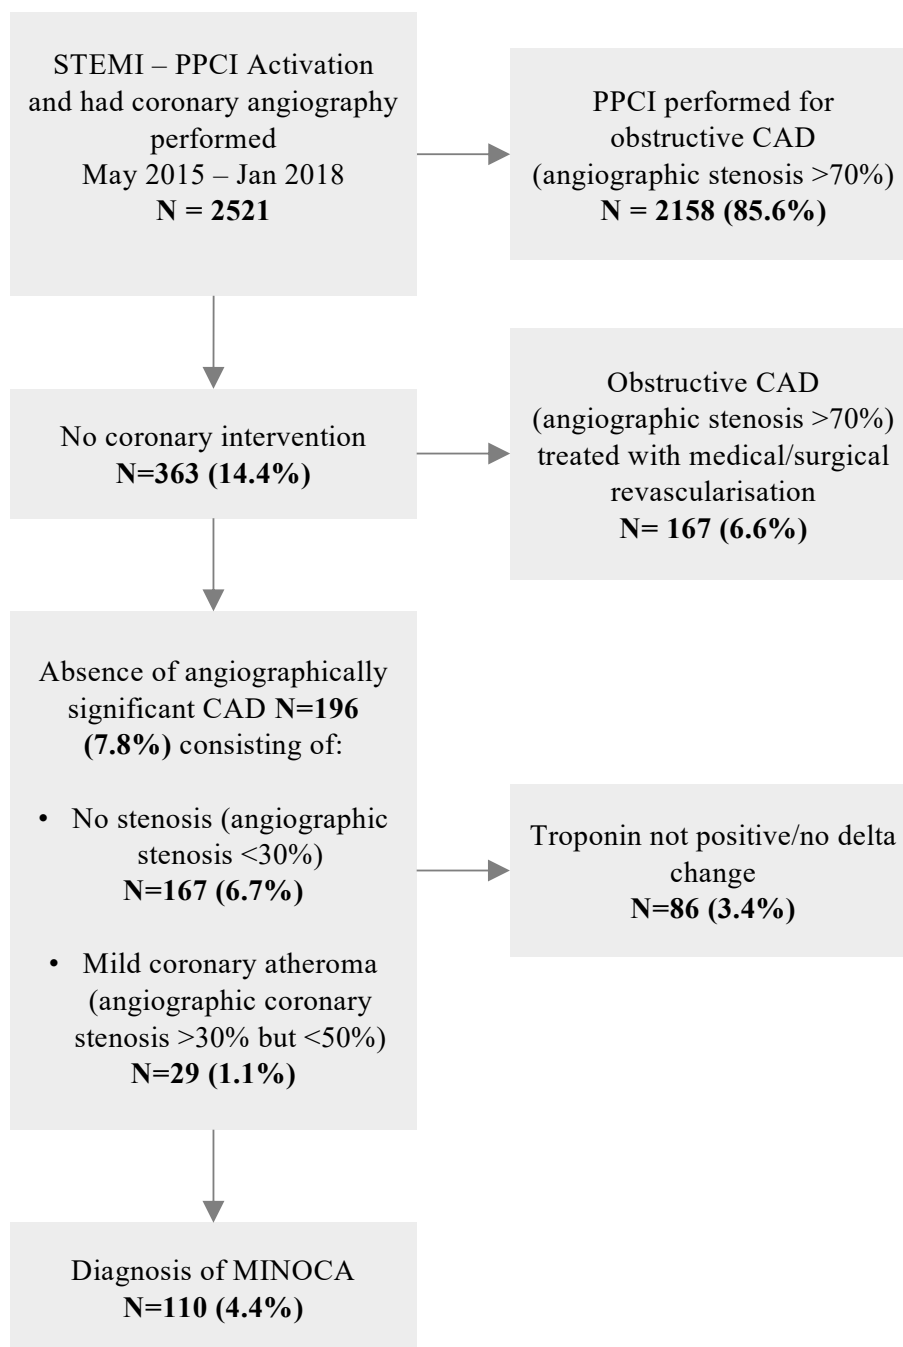 STEMI – PPCI Activation
and had coronary angiography
performed
May 2015 – Jan 2018
N = 2521
PPCI performed for
obstructive CAD
(angiographic stenosis >70%)
N = 2158 (85.6%)
No coronary intervention
N=363 (14.4%)
Obstructive CAD
(angiographic stenosis >70%)
treated with medical/surgical
revascularisation
N= 167 (6.6%)
Absence of angiographically
significant CAD N=196
(7.8%) consisting of:
• No stenosis (angiographic
stenosis <30%)
N=167 (6.7%)
• Mild coronary atheroma
(angiographic coronary
stenosis >30% but <50%)
N=29 (1.1%)
Troponin not positive/no delta
change
N=86 (3.4%)
Diagnosis of MINOCA
N=110 (4.4%)